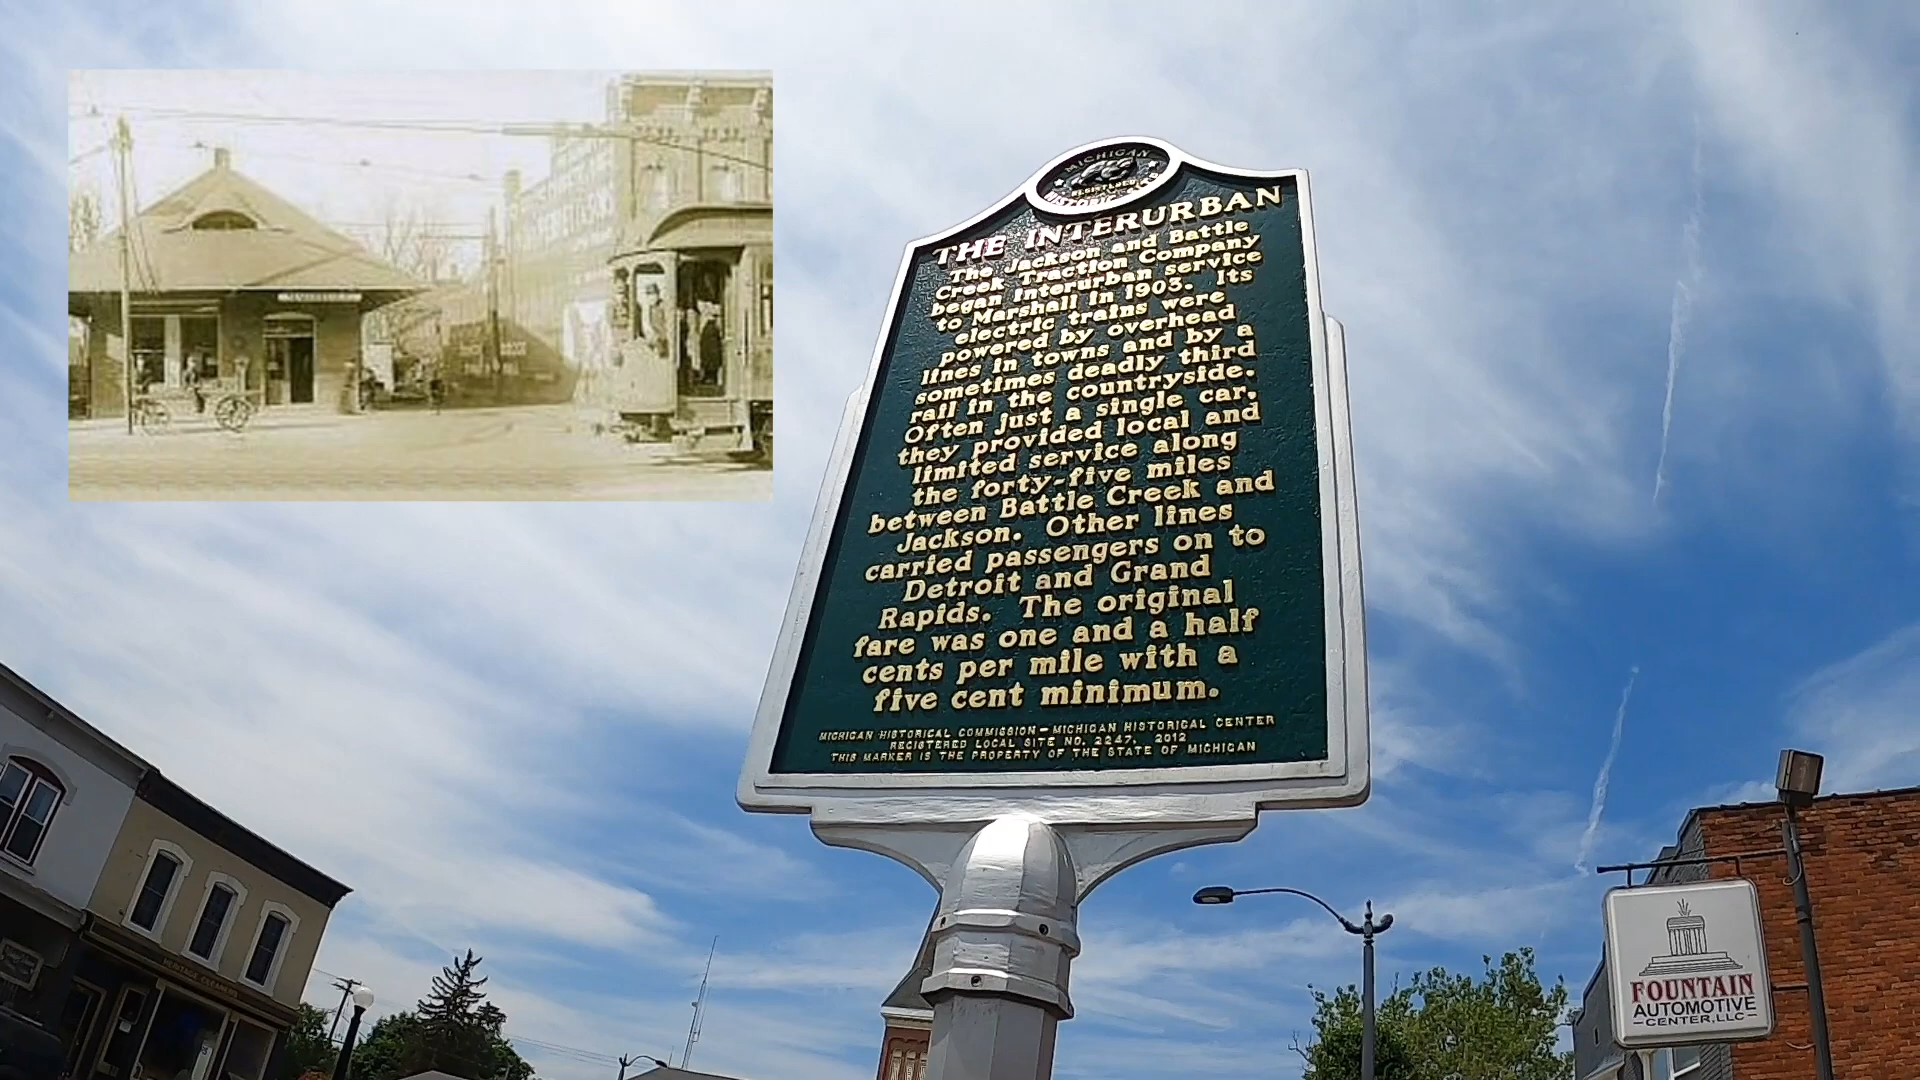 MICHIGAN
REGISTERED
HISTORIC
THE INTERURBAN
The Jackson and Battle
Creek Traction Company
began interurban service
to Marshall in 1903. Its
electric trains were
powered by overhead
lines in towns and by a
sometimes deadly third
rail in the countryside.
Often just a single car,
they provided local and
limited service along
the forty-five miles
between Battle Creek and
Jackson. Other lines
carried passengers on to
Detroit and Grand
Rapids. The original
fare was one and a half
cents per mile with a
five cent minimum.
MICHIGAN HISTORICAL COMMISSION – MICHIGAN HISTORICAL CENTER
REGISTERED LOCAL SITE NO. 2247, 2012
THIS MARKER IS THE PROPERTY OF THE STATE OF MICHIGAN
HERITAGE CLEANERS
FOUNTAIN
AUTOMOTIVE
–CENTER, LLC–